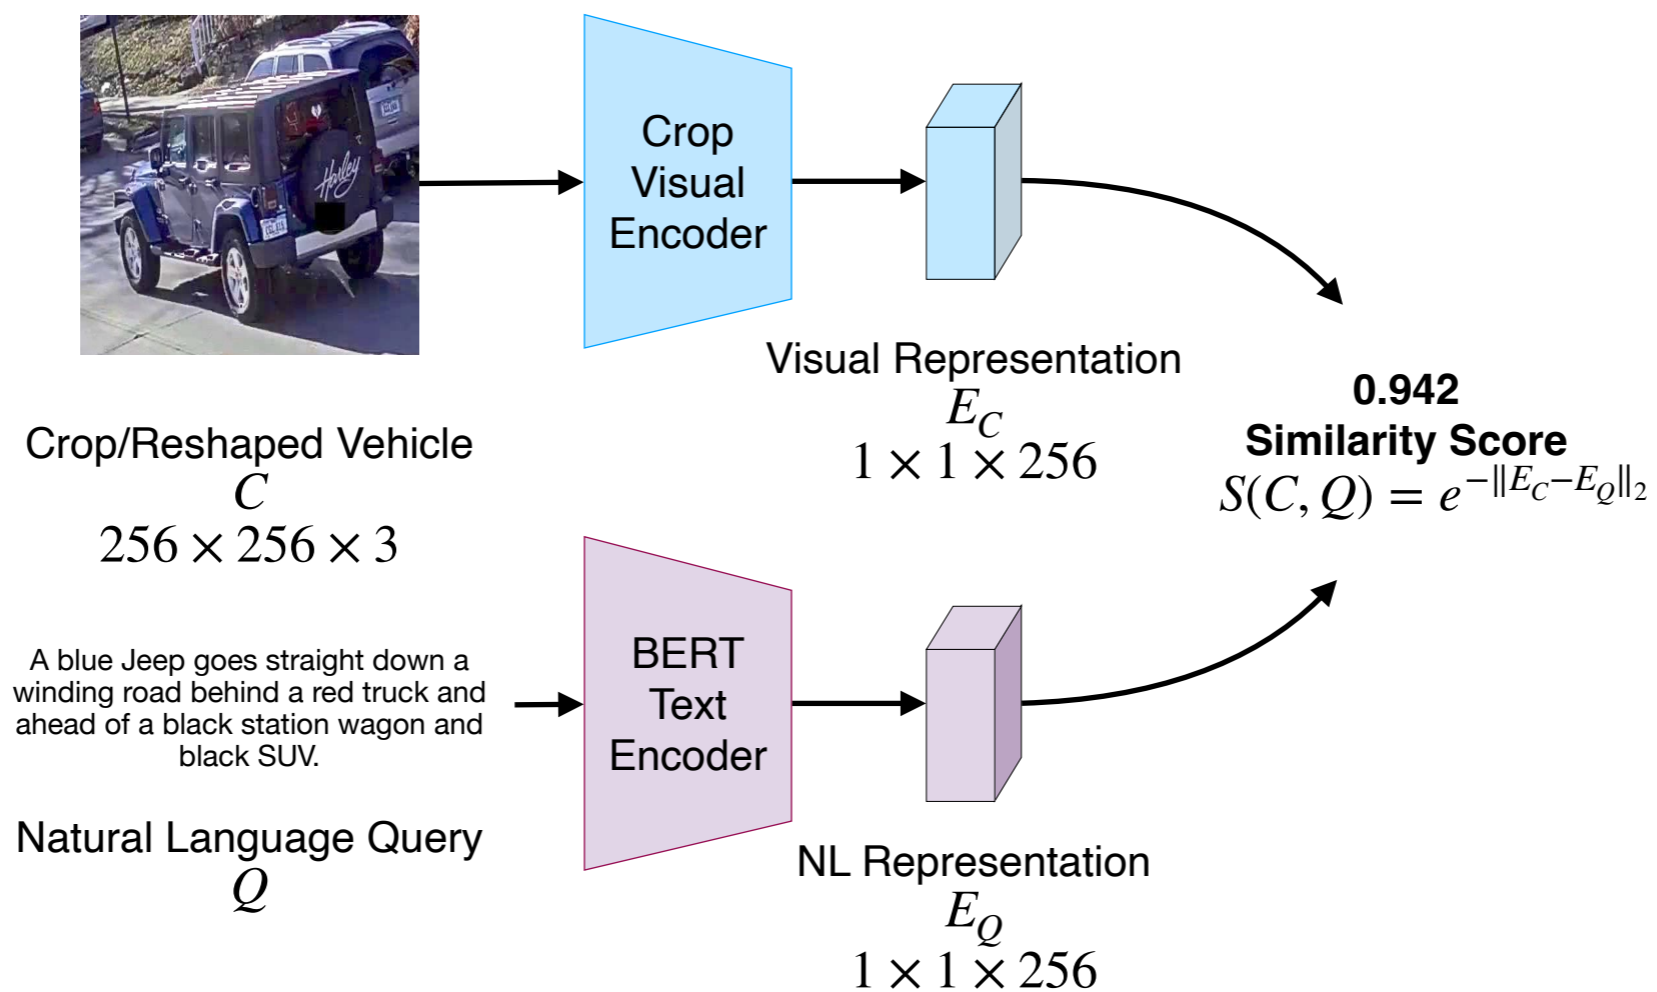 Harley
Crop
Visual
Encoder
Visual Representation
E_C
1 × 1 × 256
Crop/Reshaped Vehicle
C
256 × 256 × 3
0.942
Similarity Score
S(C, Q) = e^{-‖E_C−E_Q‖_2}
A blue Jeep goes straight down a
winding road behind a red truck and
ahead of a black station wagon and
black SUV.
BERT
Text
Encoder
Natural Language Query
Q
NL Representation
E_Q
1 × 1 × 256